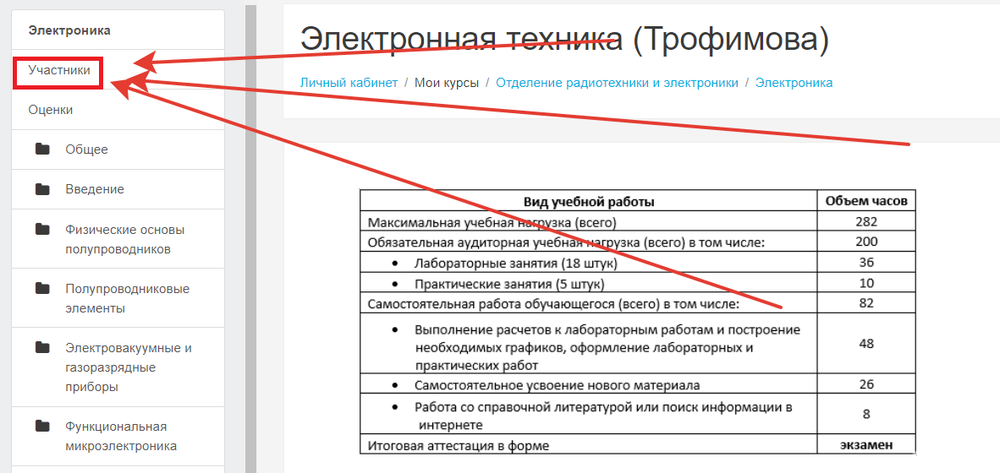 Электроника
Участники
Оценки
Общее
Введение
Физические основы
полупроводников
Полупроводниковые
элементы
Электровакуумные и
газоразрядные
приборы
Функциональная
микроэлектроника
Электронная техника (Трофимова)
Личный кабинет / Мои курсы / Отделение радиотехники и электроники / Электроника
Вид учебной работы Объем часов
Максимальная учебная нагрузка (всего) 282
Обязательная аудиторная учебная нагрузка (всего) в том числе: 200
• Лабораторные занятия (18 штук) 36
• Практические занятия (5 штук) 10
Самостоятельная работа обучающегося (всего) в том числе: 82
• Выполнение расчетов к лабораторным работам и построение
необходимых графиков, оформление лабораторных и 48
практических работ
• Самостоятельное усвоение нового материала 26
• Работа со справочной литературой или поиск информации в
интернете 8
Итоговая аттестация в форме экзамен